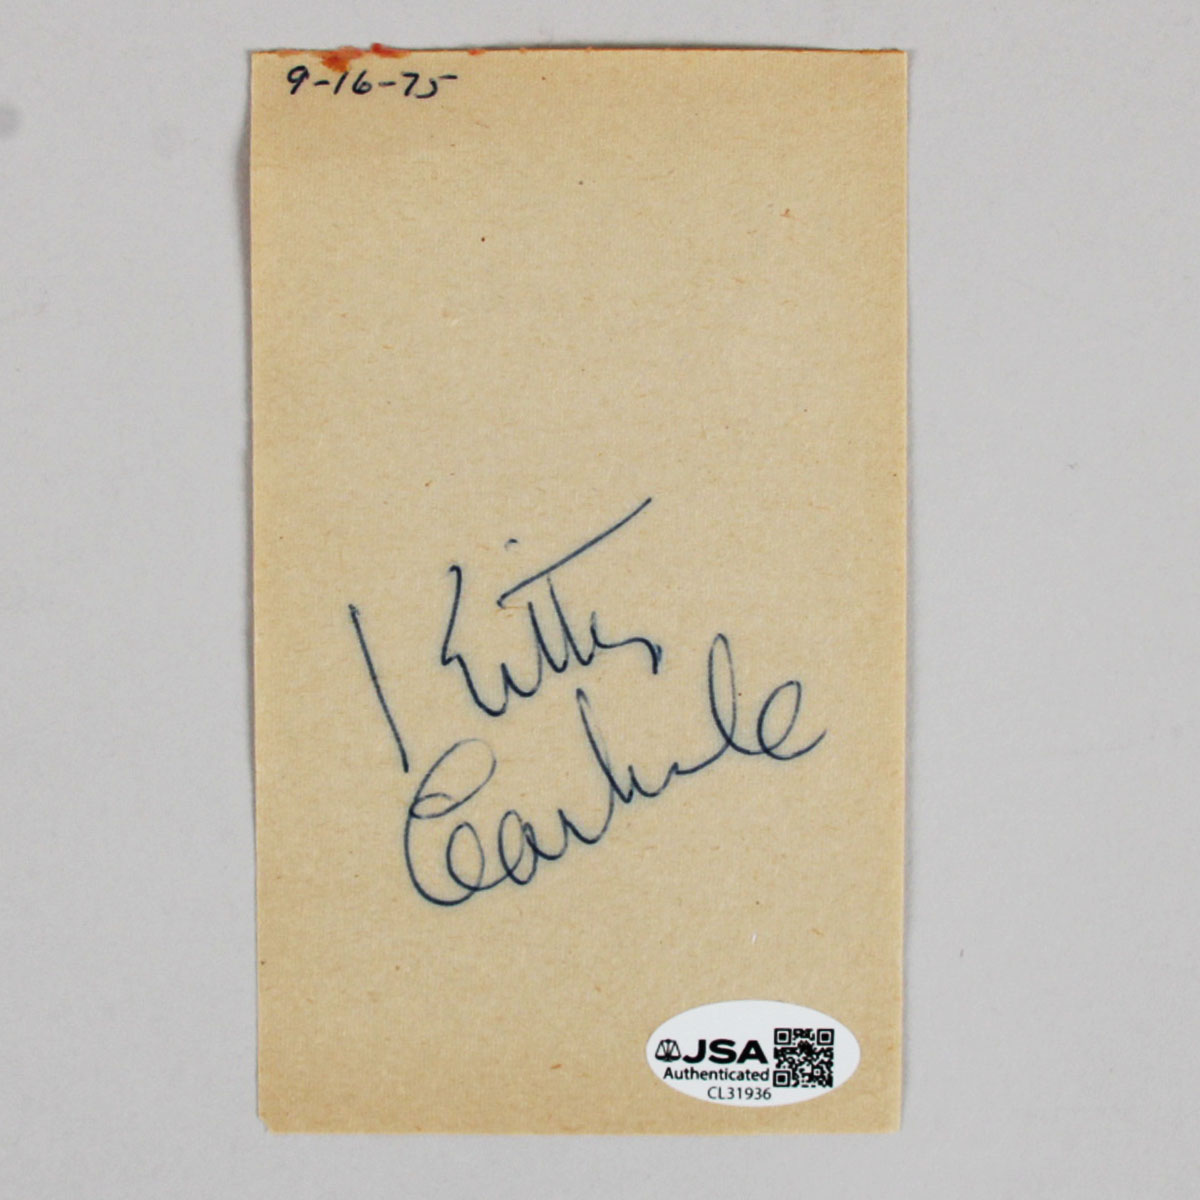 9-16-75
Kitty
Carlisle
JSA
Authenticated
CL31936